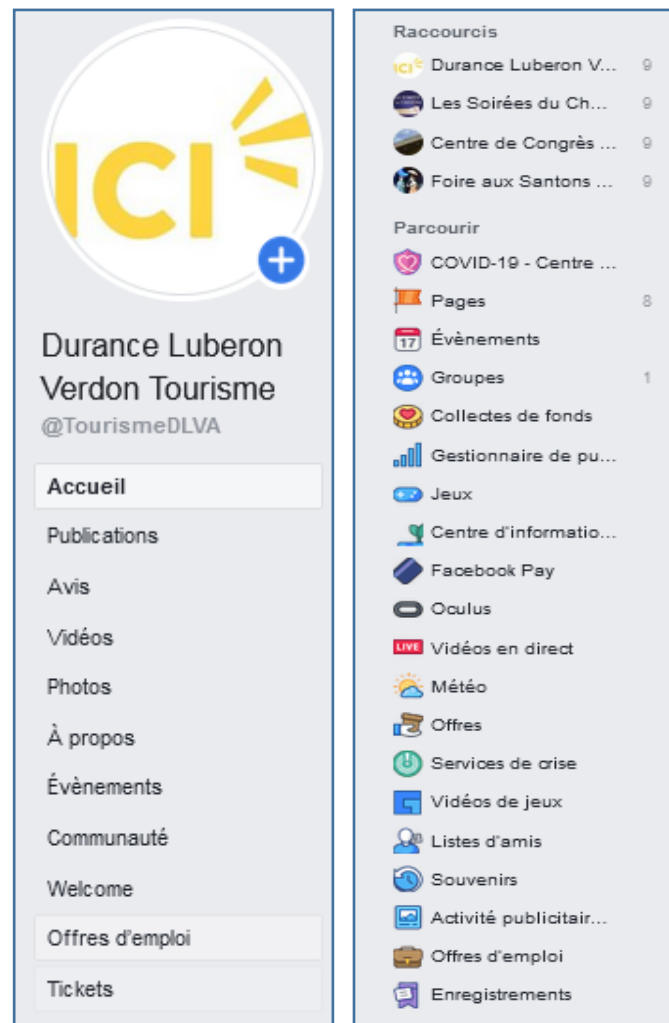 ICI
Durance Luberon
Verdon Tourisme
@TourismeDLVA
Accueil
Publications
Avis
Vidéos
Photos
À propos
Évènements
Communauté
Welcome
Offres d'emploi
Tickets
Raccourcis
ICI Durance Luberon V... 9
Les Soirées du Ch... 9
Centre de Congrès ... 9
Foire aux Santons ... 9
Parcourir
COVID-19 - Centre ...
Pages 8
17 Évènements
Groupes 1
Collectes de fonds
Gestionnaire de pu...
Jeux
Centre d'informatio...
Facebook Pay
Oculus
LIVE Vidéos en direct
Météo
Offres
Services de crise
Vidéos de jeux
Listes d'amis
Souvenirs
Activité publicitair...
Offres d'emploi
Enregistrements